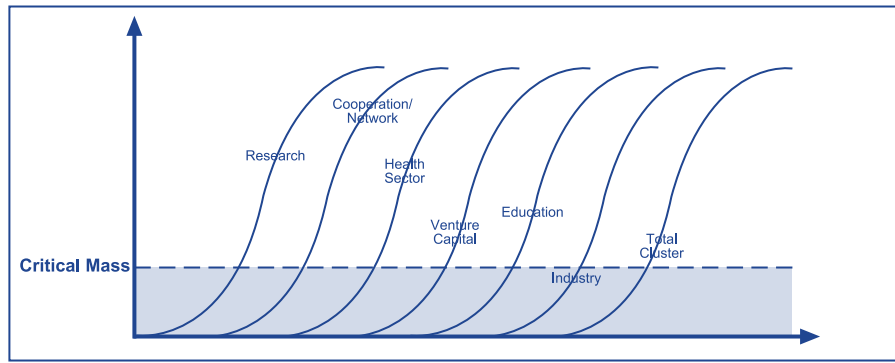 Cooperation/
Network
Research
Health
Sector
Venture
Capital
Education
Total
Cluster
Critical Mass
Industry